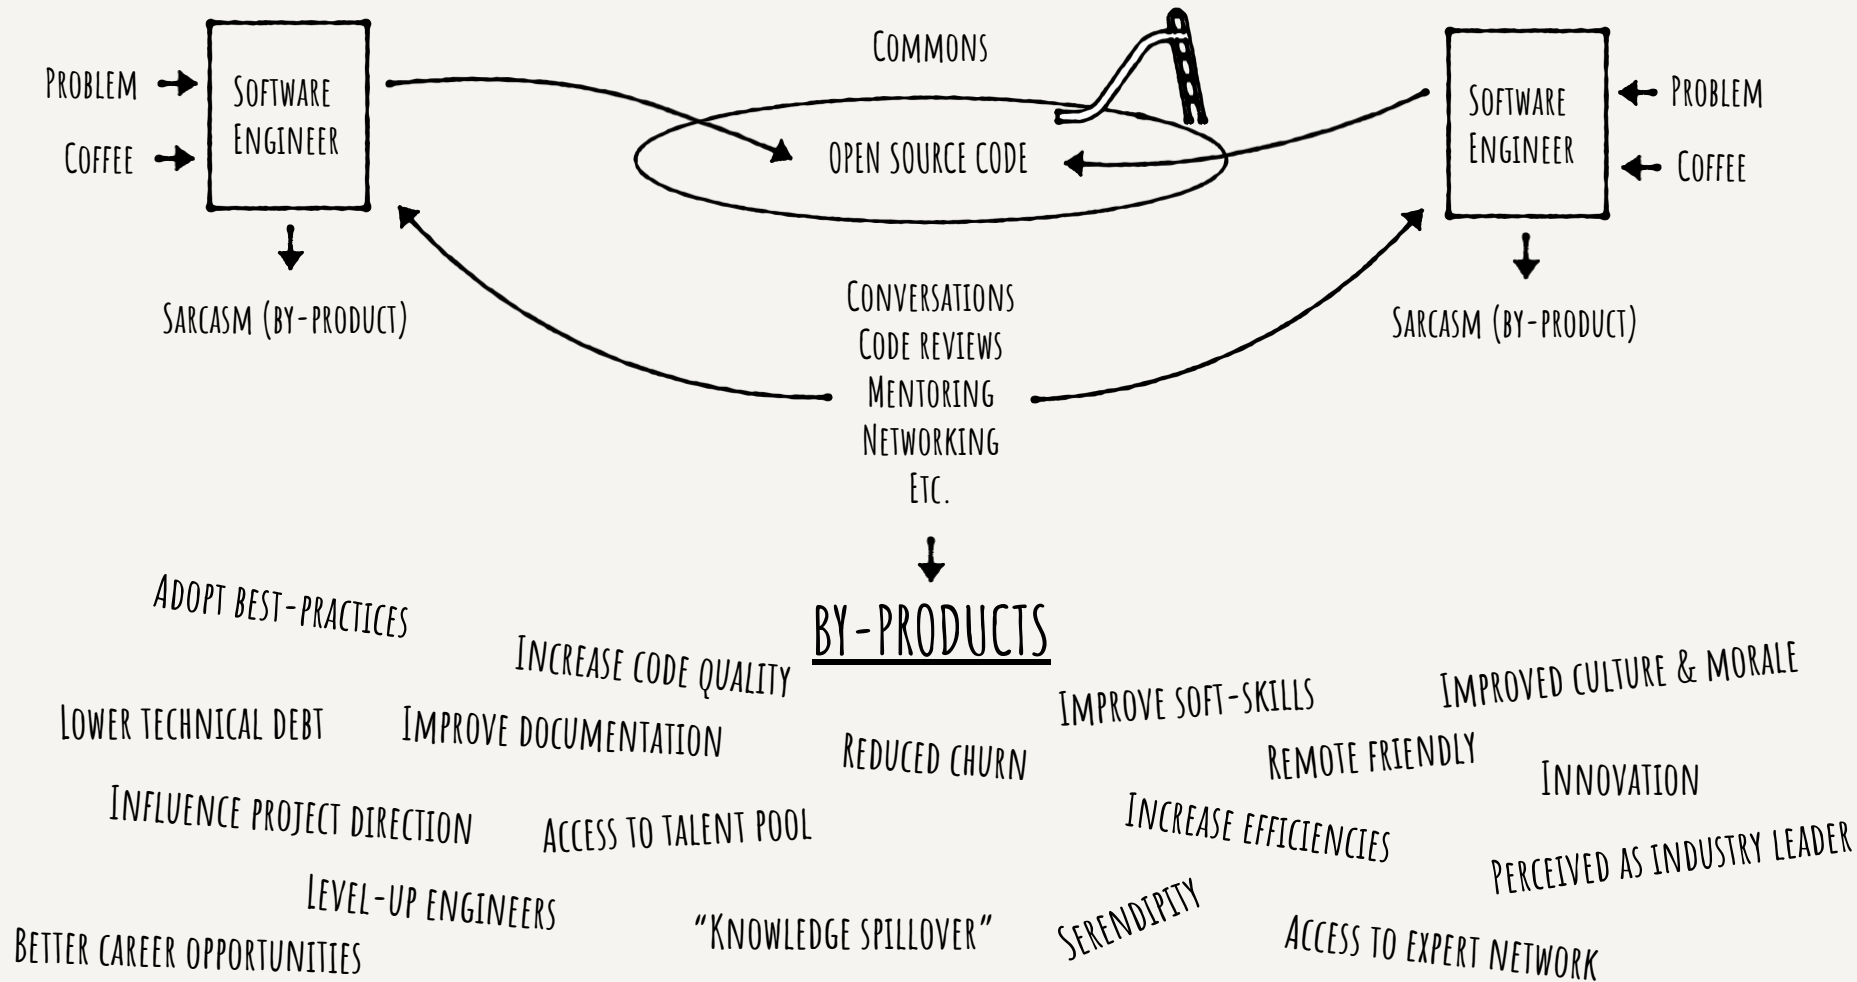 Commons
Problem
Coffee
Software
Engineer
Sarcasm (by-product)
Open source code
Software
Engineer
Problem
Coffee
Sarcasm (by-product)
Conversations
Code reviews
Mentoring
Networking
Etc.
By-products
Adopt best-practices
Increase code quality
Improve soft-skills
Improved culture & morale
Lower technical debt
Improve documentation
Reduced churn
Remote friendly
Innovation
Influence project direction
Access to talent pool
Increase efficiencies
Perceived as industry leader
Level-up engineers
“Knowledge spillover”
Serendipity
Access to expert network
Better career opportunities